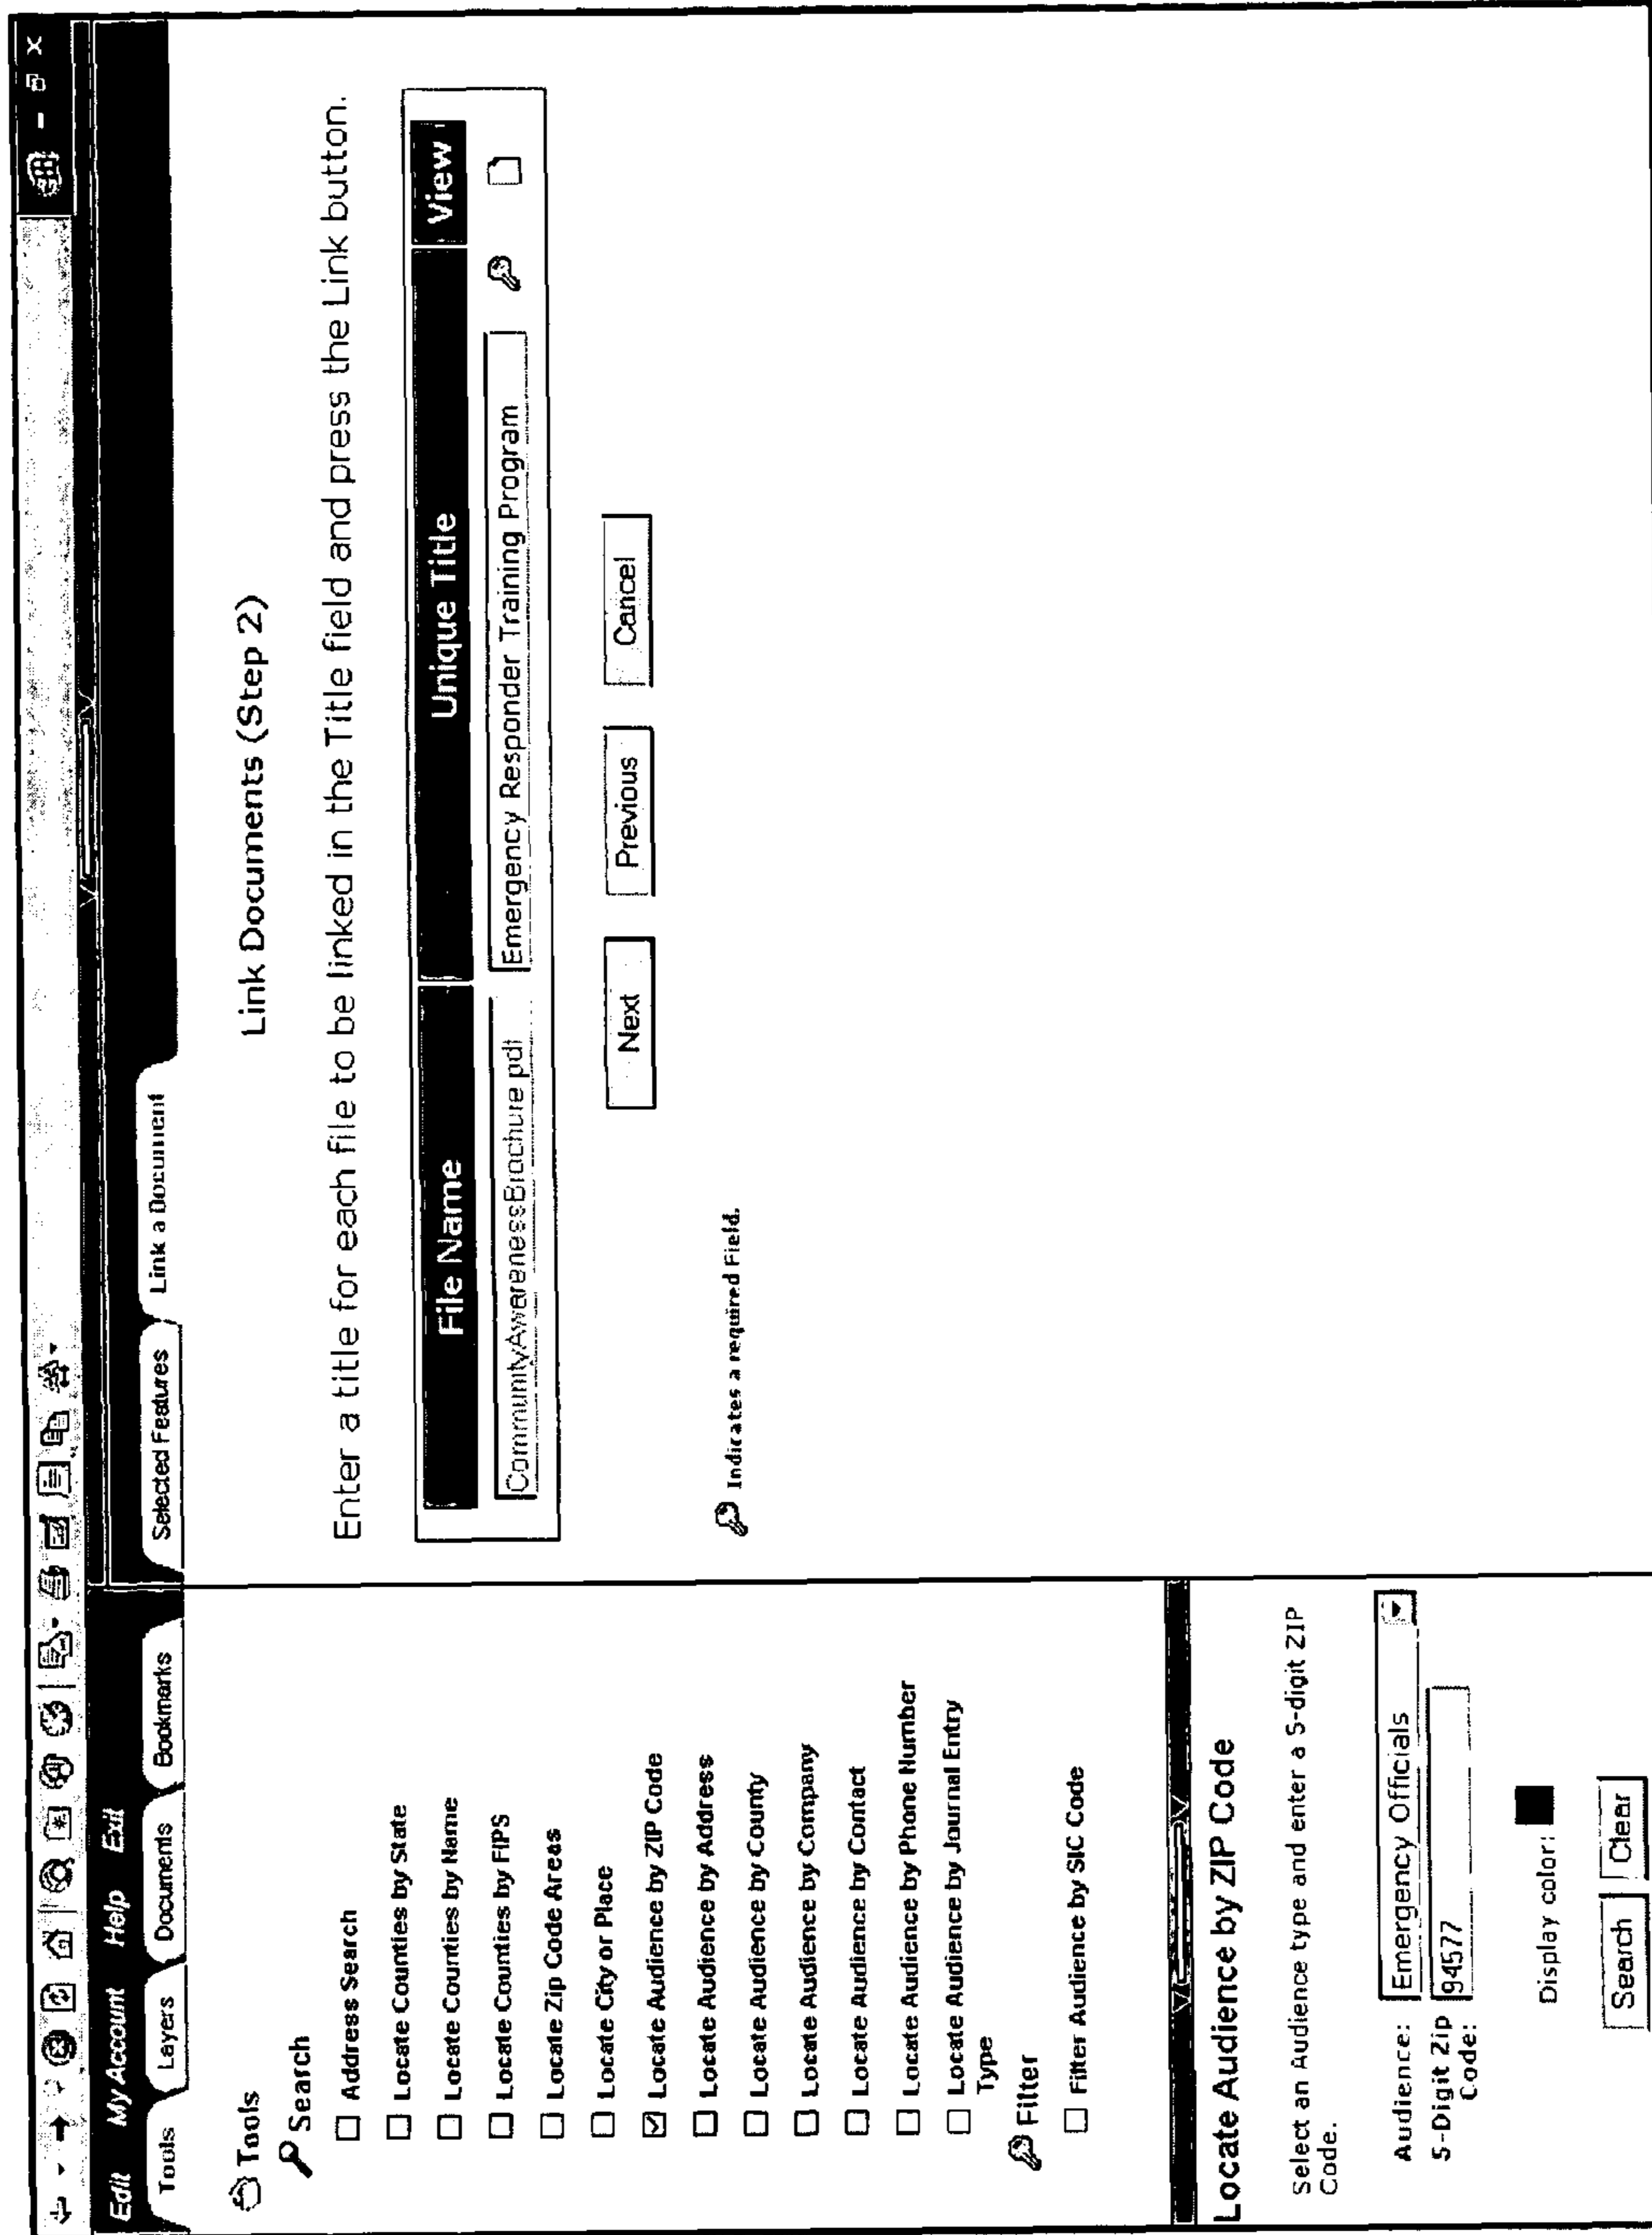 Edit My Account Help Exit
Tools Layers Documents Bookmarks
Tools
Search
Address Search
Locate Counties by State
Locate Counties by Name
Locate Counties by FIPS
Locate Zip Code Areas
Locate City or Place
Locate Audience by ZIP Code
Locate Audience by Address
Locate Audience by County
Locate Audience by Company
Locate Audience by Contact
Locate Audience by Phone Number
Locate Audience by Journal Entry
Type
Filter
Filter Audience by SIC Code
Locate Audience by ZIP Code
Select an Audience type and enter a 5-digit ZIP
Code.
Audience: Emergency Officials
5-Digit Zip 94577
Code:
Display color:
Search Clear
Selected Features Link a Document
Link Documents (Step 2)
Enter a title for each file to be linked in the Title field and press the Link button.
File Name Unique Title View
CommunityAwarenessBrochure.pdf Emergency Responder Training Program
Next Previous Cancel
Indicates a required Field.